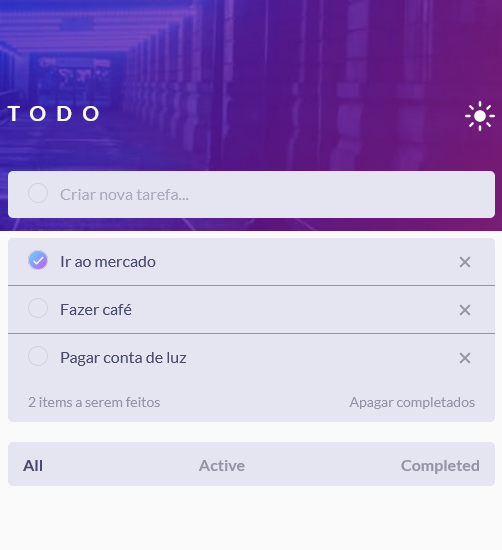 TODO
Criar nova tarefa...
Ir ao mercado
Fazer café
Pagar conta de luz
2 items a serem feitos Apagar completados
All Active Completed